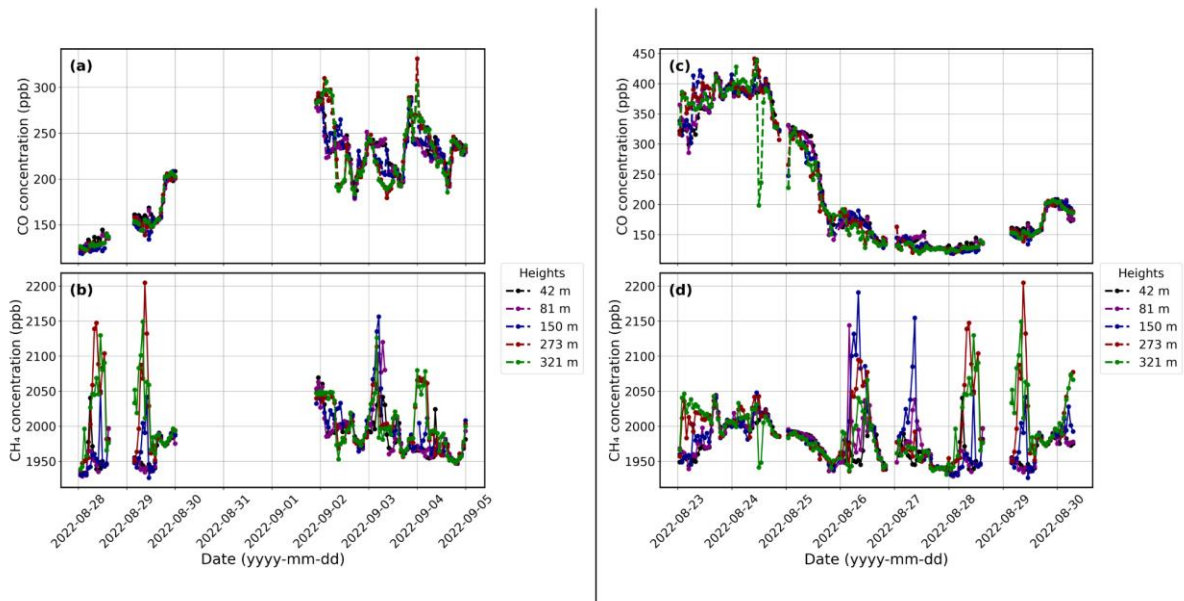 (a)
CO concentration (ppb)
300
250
200
150
(b)
CH₄ concentration (ppb)
2200
2150
2100
2050
2000
1950
2022-08-28
2022-08-29
2022-08-30
2022-08-31
2022-09-01
2022-09-02
2022-09-03
2022-09-04
2022-09-05
Date (yyyy-mm-dd)
Heights
42 m
81 m
150 m
273 m
321 m
(c)
CO concentration (ppb)
450
400
350
300
250
200
150
(d)
CH₄ concentration (ppb)
2200
2150
2100
2050
2000
1950
2022-08-23
2022-08-24
2022-08-25
2022-08-26
2022-08-27
2022-08-28
2022-08-29
2022-08-30
Date (yyyy-mm-dd)
Heights
42 m
81 m
150 m
273 m
321 m